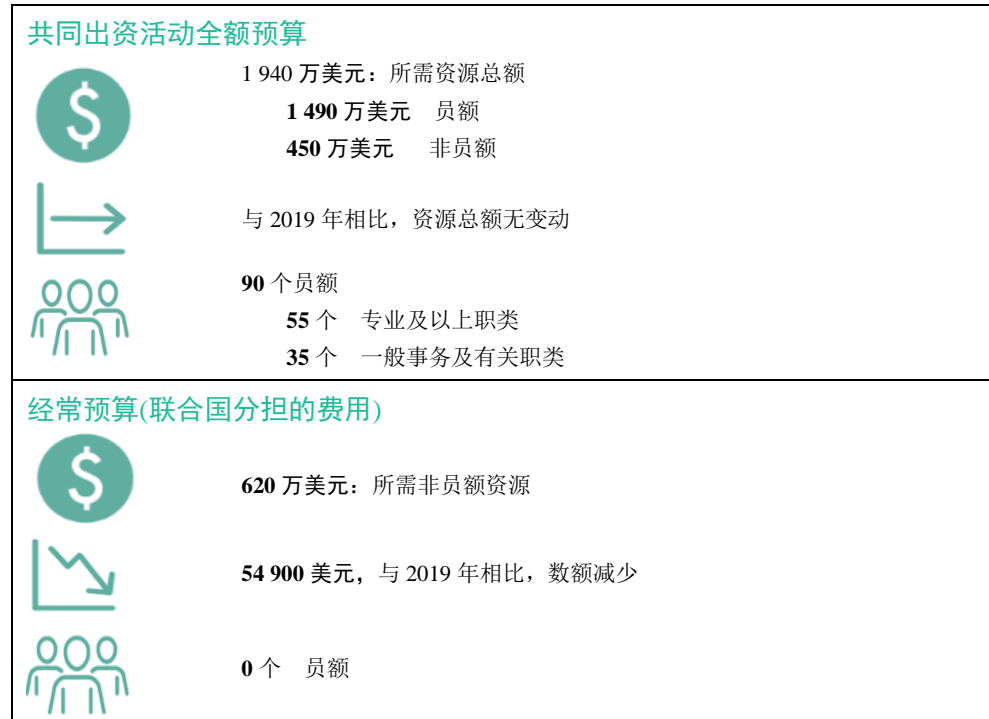 共同出资活动全额预算
$
1 940 万美元：所需资源总额
1 490 万美元 员额
450 万美元 非员额
与 2019 年相比，资源总额无变动
90 个员额
55 个 专业及以上职类
35 个 一般事务及有关职类
经常预算(联合国分担的费用)
$
620 万美元：所需非员额资源
54 900 美元，与 2019 年相比，数额减少
0 个 员额